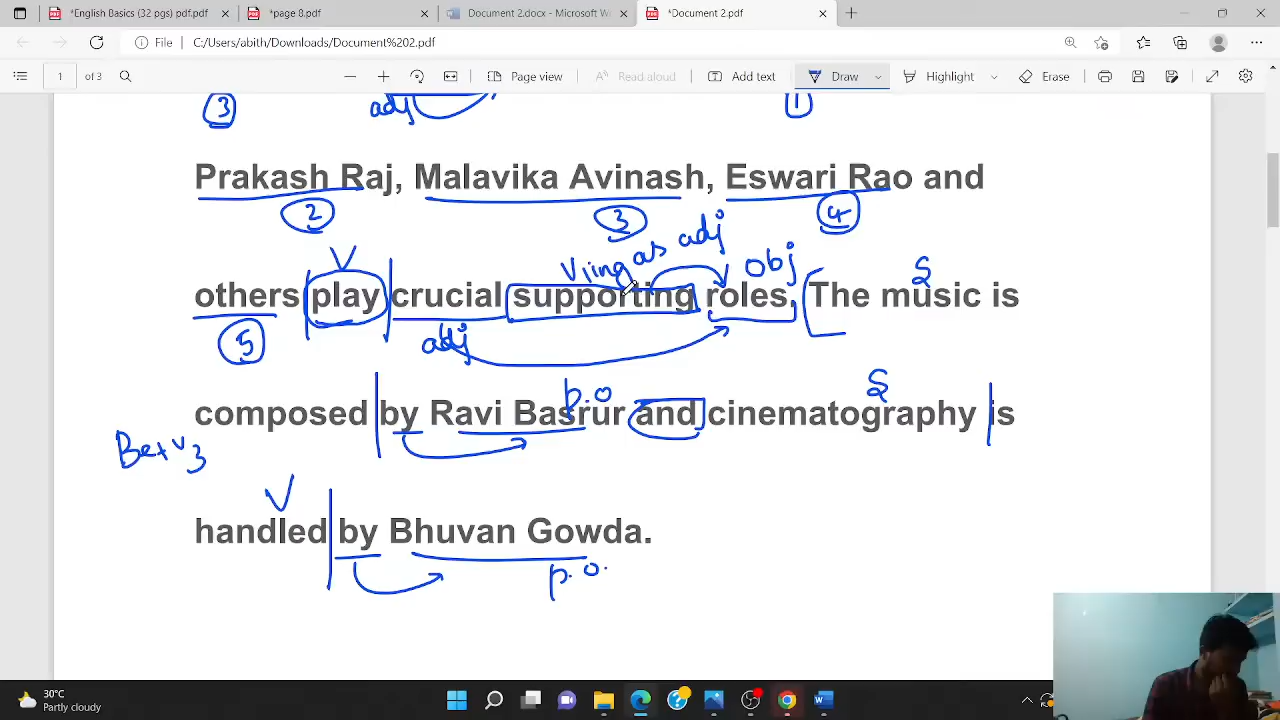 *English Basics (32 pgs) pdf.pdf
*page 8.pdf
Document 2.docx - Microsoft W
*Document 2.pdf
File
C:/Users/abith/Downloads/Document%202.pdf
1
of 2
Page view
Read aloud
Add text
Draw
Highlight
Erase
3
adj
1
Prakash Raj, Malavika Avinash, Eswari Rao and
2
3
4
V
V ing as adj
obj
S
others play crucial supporting roles. The music is
5
adj
p.o
S
composed by Ravi Basrur and cinematography is
Be+v3
V
handled by Bhuvan Gowda.
p.o.
30°C
Partly cloudy